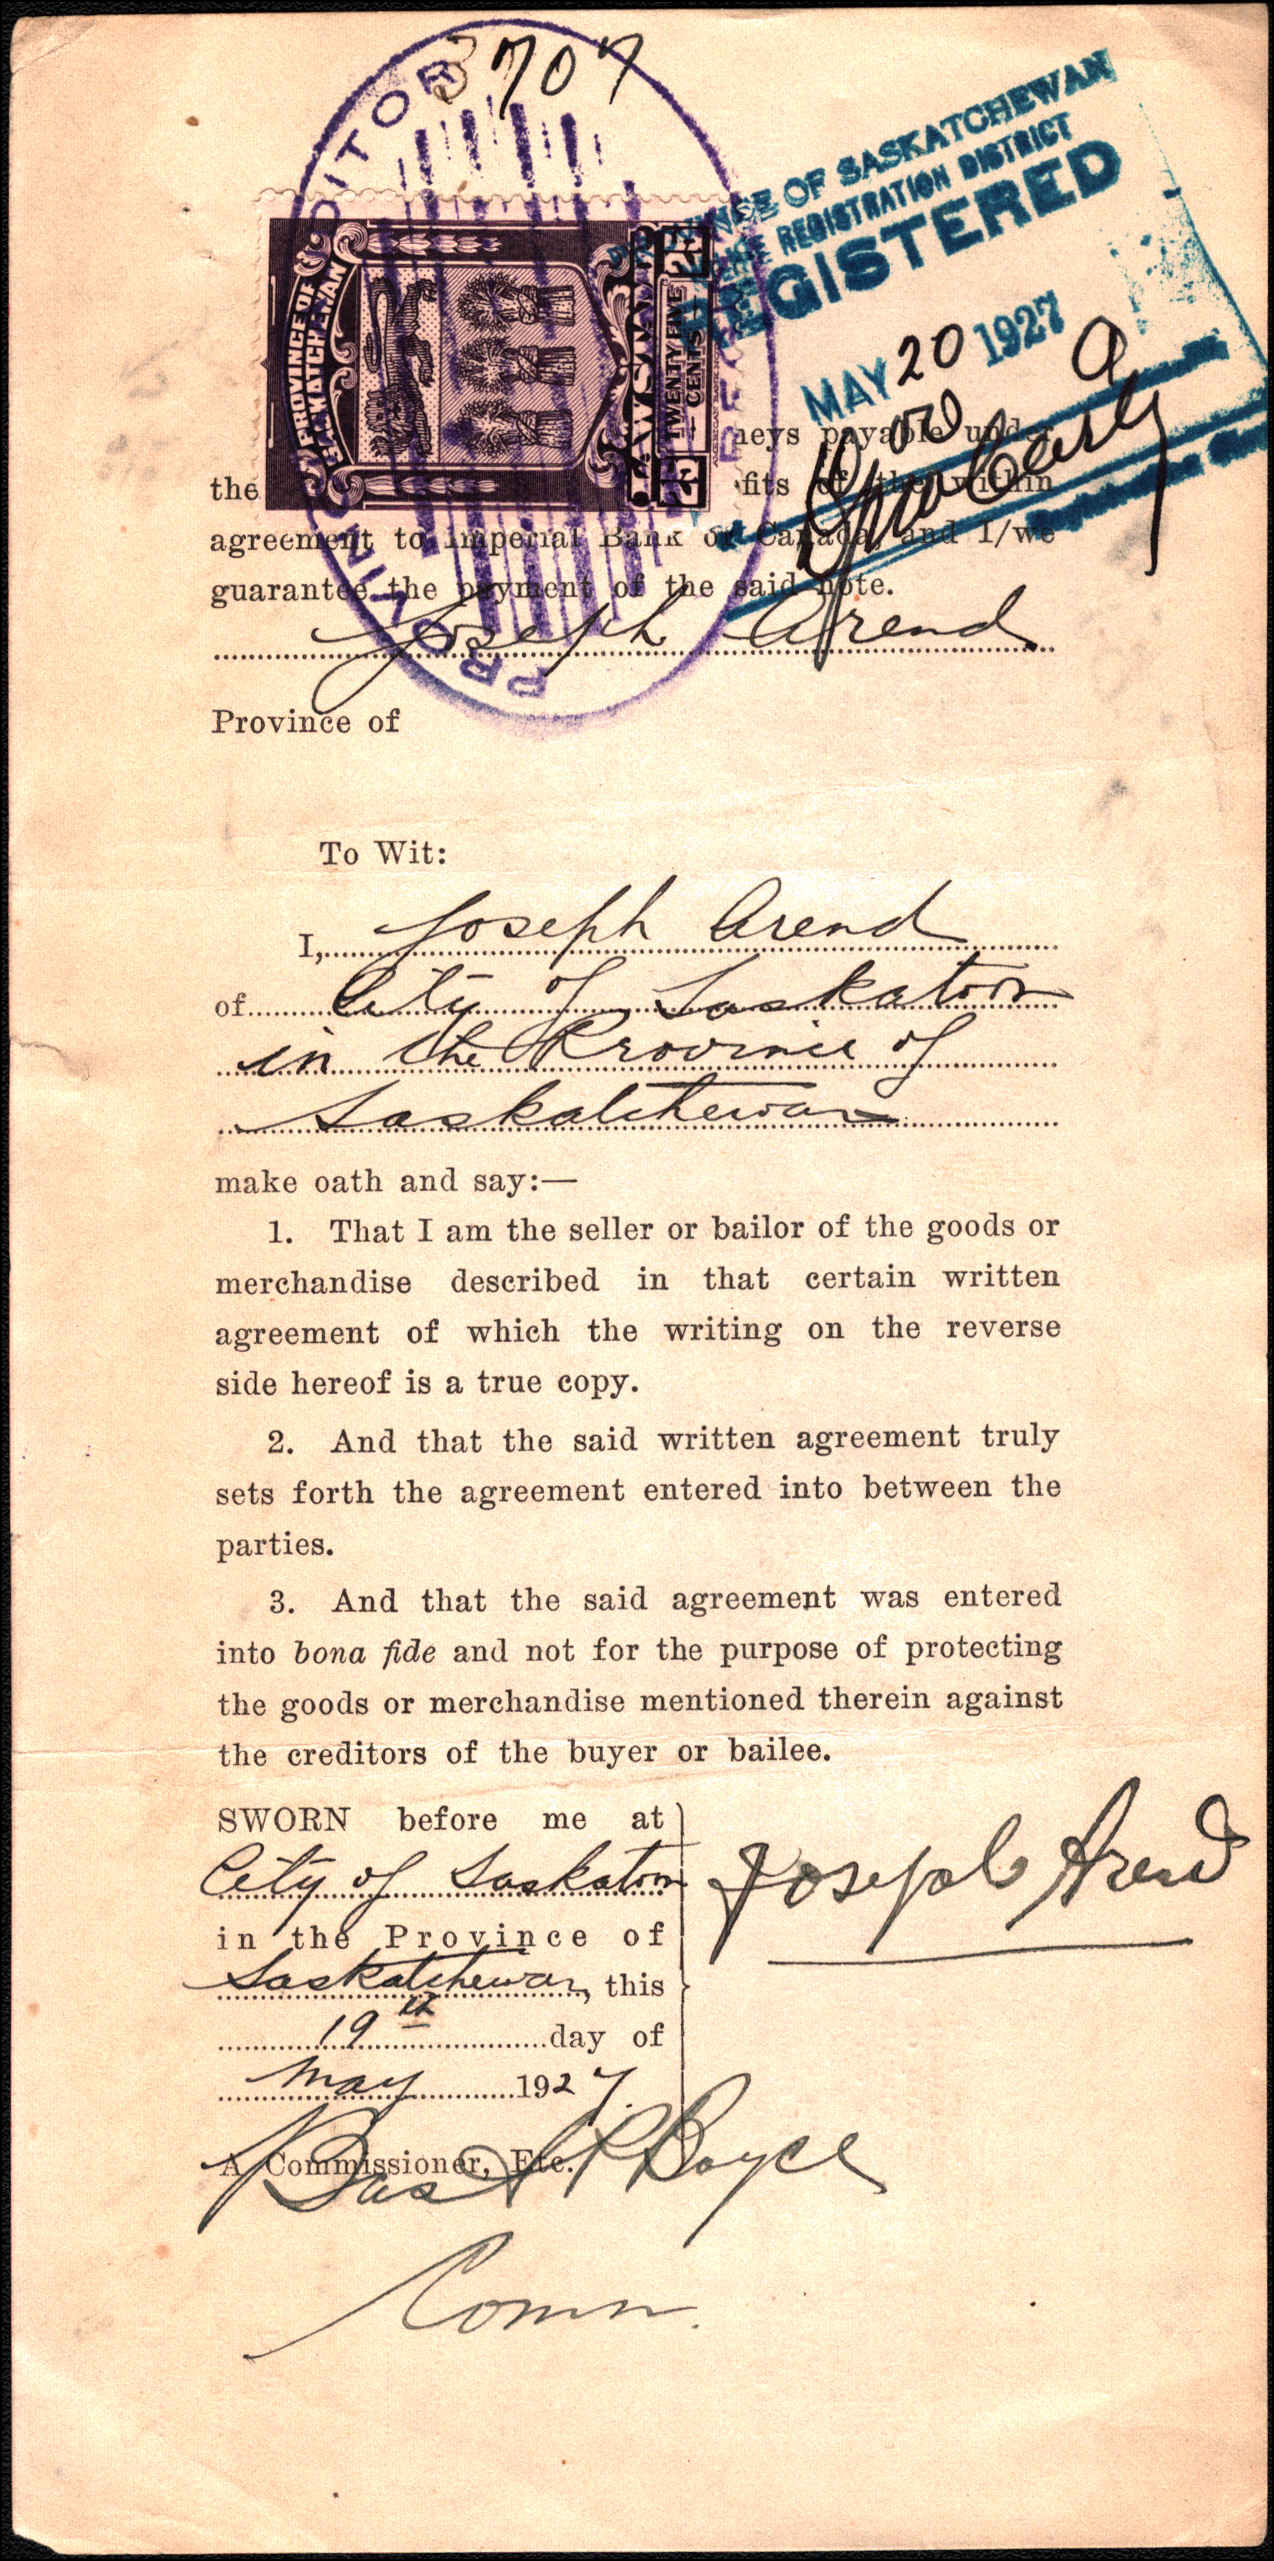 3707
PROVINCE OF SASKATCHEWAN
REGISTRATION DISTRICT
REGISTERED
MAY 20 1927
PROVINCE OF
SASKATCHEWAN
LAW STAMP
25 TWENTY FIVE CENTS 25
PROVINCIAL AUDITOR
neys payable under
the fits of the within
agreement to Imperial Bank of Canada, and I/we
guarantee the payment of the said note.
Joseph Arend
Province of
To Wit:
I, Joseph Arend
of City of Saskatoon
in the Province of
Saskatchewan
make oath and say:—
1. That I am the seller or bailor of the goods or
merchandise described in that certain written
agreement of which the writing on the reverse
side hereof is a true copy.
2. And that the said written agreement truly
sets forth the agreement entered into between the
parties.
3. And that the said agreement was entered
into bona fide and not for the purpose of protecting
the goods or merchandise mentioned therein against
the creditors of the buyer or bailee.
SWORN before me at
City of Saskatoon
in the Province of
Saskatchewan, this
19th day of
May 1927.
Joseph Arend
A Commissioner, Etc.
Boyce
Comm.